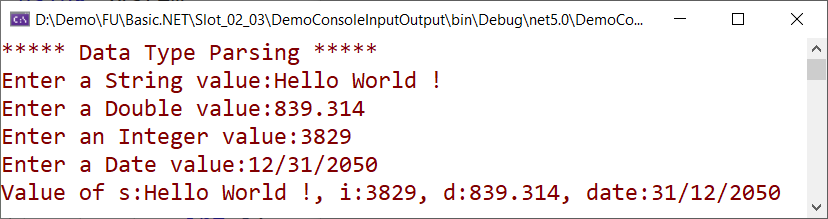 D:\Demo\FU\Basic.NET\Slot_02_03\DemoConsoleInputOutput\bin\Debug\net5.0\DemoCo...
***** Data Type Parsing *****
Enter a String value:Hello World !
Enter a Double value:839.314
Enter an Integer value:3829
Enter a Date value:12/31/2050
Value of s:Hello World !, i:3829, d:839.314, date:31/12/2050